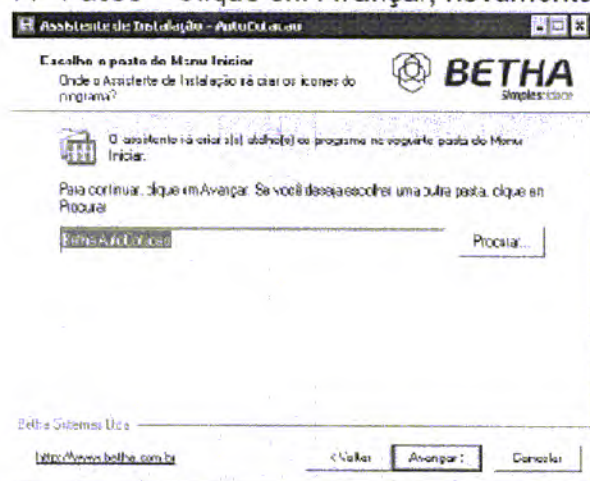 Clique em Avançar, novamente
Assistente de Instalação - AutoCotacao
Escolha a pasta do Menu Iniciar
Onde o Assistente de Instalação irá criar os ícones do
programa?
BETHA
Simplescidade
O assistente irá criar o(s) atalho(s) do programa na seguinte pasta do Menu
Iniciar.
Para continuar, clique em Avançar. Se você deseja escolher uma outra pasta, clique em
Procurar
Betha AutoCotacao
Procurar...
Betha Sistemas Ltda
http://www.betha.com.br
< Voltar
Avançar >
Cancelar